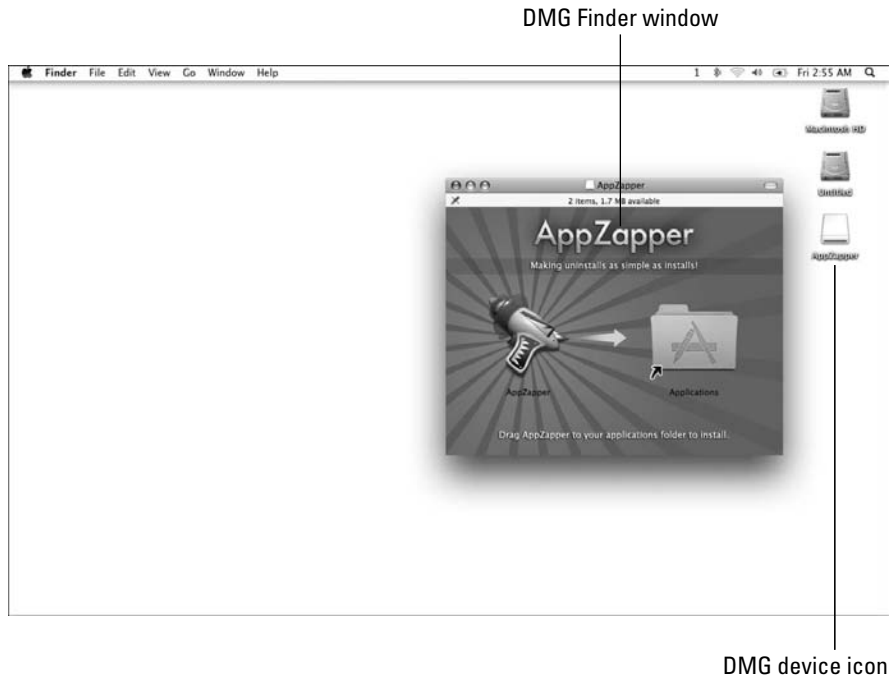 DMG Finder window
Finder File Edit View Go Window Help
1 Fri 2:55 AM
Macintosh HD
Untitled
AppZapper
AppZapper
2 items, 1.7 MB available
AppZapper
Making uninstalls as simple as installs!
AppZapper
Applications
Drag AppZapper to your applications folder to install.
DMG device icon